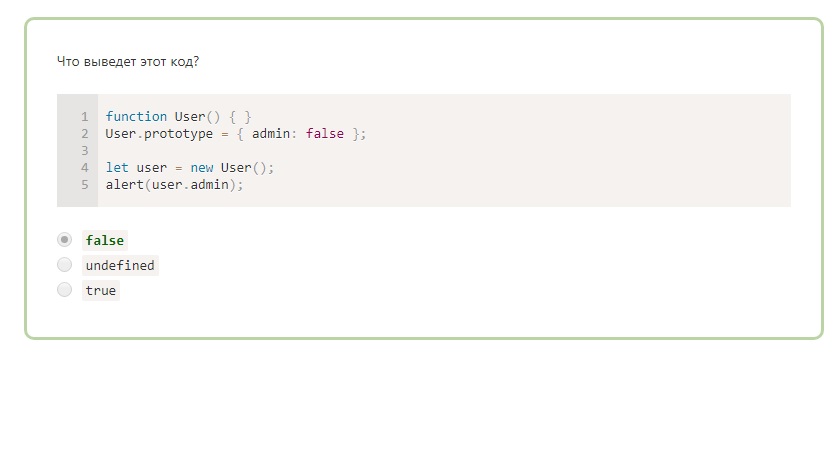 Что выведет этот код?
1 function User() { }
2 User.prototype = { admin: false };
3
4 let user = new User();
5 alert(user.admin);
false
undefined
true